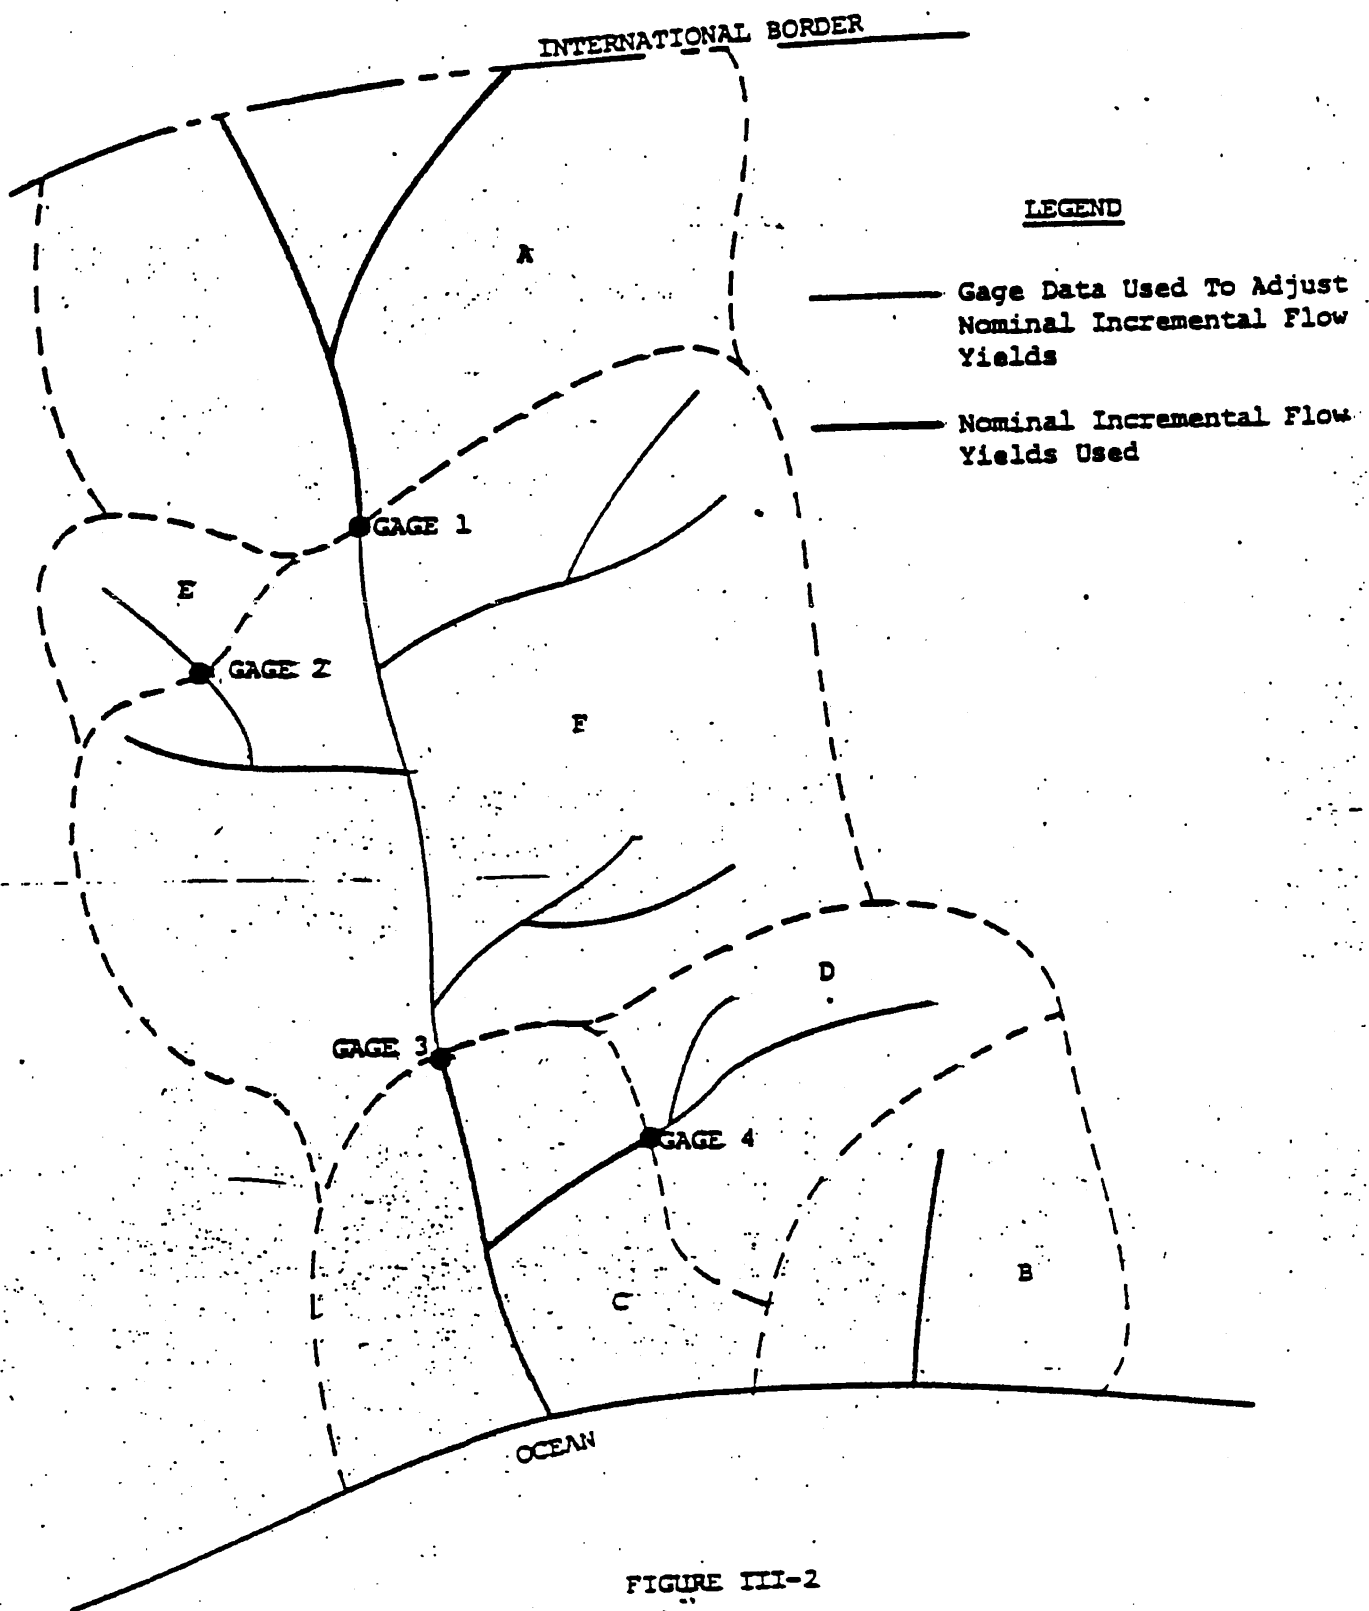 INTERNATIONAL BORDER
LEGEND
A
Gage Data Used To Adjust
Nominal Incremental Flow
Yields
Nominal Incremental Flow
Yields Used
GAGE 1
E
GAGE 2
F
D
GAGE 3
GAGE 4
B
C
OCEAN
FIGURE III-2